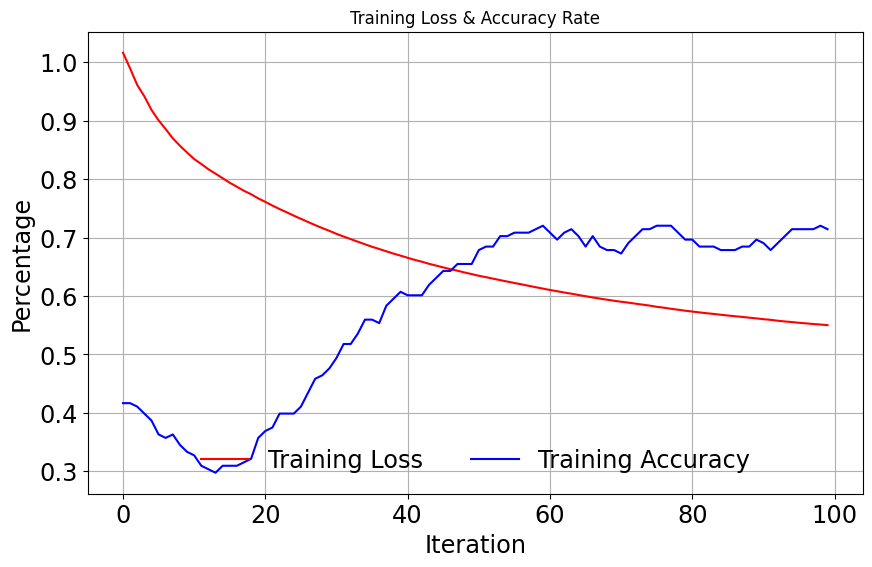 Training Loss & Accuracy Rate
Percentage
1.0
0.9
0.8
0.7
0.6
0.5
0.4
0.3
Training Loss
Training Accuracy
0 20 40 60 80 100
Iteration